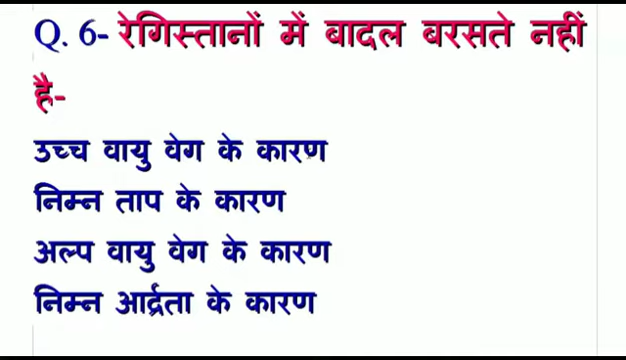 Q. 6- रेगिस्तानों में बादल बरसते नहीं
है-
उच्च वायु वेग के कारण
निम्न ताप के कारण
अल्प वायु वेग के कारण
निम्न आर्द्रता के कारण